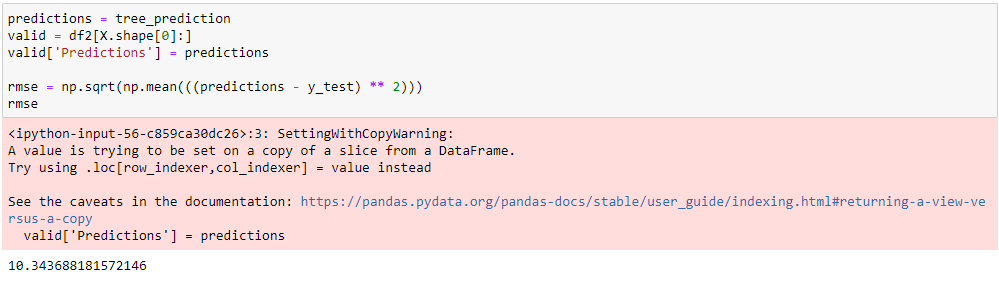 predictions = tree_prediction
valid = df2[X.shape[0]:]
valid['Predictions'] = predictions
rmse = np.sqrt(np.mean(((predictions - y_test) ** 2)))
rmse
<ipython-input-56-c859ca30dc26>:3: SettingWithCopyWarning:
A value is trying to be set on a copy of a slice from a DataFrame.
Try using .loc[row_indexer,col_indexer] = value instead
See the caveats in the documentation: https://pandas.pydata.org/pandas-docs/stable/user_guide/indexing.html#returning-a-view-ve
rsus-a-copy
valid['Predictions'] = predictions
10.343688181572146